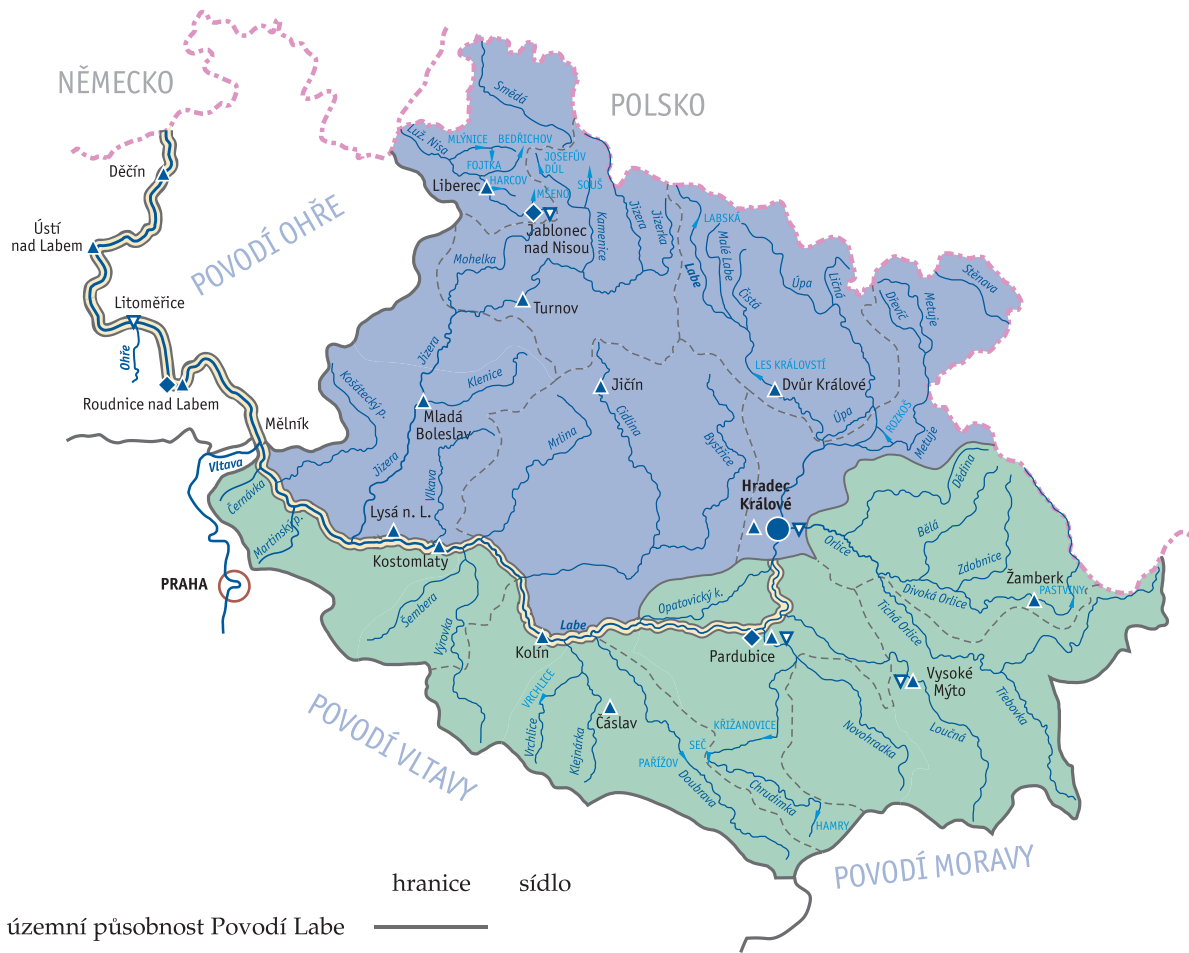 NĚMECKO
POLSKO
Smědá
Luž. Nisa
MLÝNICE
BEDŘICHOV
FOJTKA
JOSEFŮV
DŮL
Děčín
Liberec
HARCOV
MŠENO
SOUŠ
Jablonec
nad Nisou
Kamenice
Jizera
Jizerka
LABSKÁ
Labe
Malé Labe
Čistá
Úpa
Ličná
Dřevíč
Metuje
Stěnava
Ústí
nad Labem
POVODÍ OHŘE
Mohelka
Litoměřice
Turnov
Ohře
Jizera
LES KRÁLOVSTÍ
Dvůr Králové
Roudnice nad Labem
Košátecký p.
Klenice
Jičín
Mladá
Boleslav
Cidlina
Mrlina
Bystřice
Úpa
ROZKOŠ
Metuje
Mělník
Vltava
Jizera
Vlkava
Dědina
Černávka
Martinský p.
Lysá n. L.
Hradec
Králové
Orlice
Bělá
Zdobnice
Kostomlaty
PRAHA
Žamberk
PASTVINY
Divoká Orlice
Tichá Orlice
Šembera
Výrovka
Opatovický k.
Labe
Kolín
Pardubice
Vysoké
Mýto
Třebovka
Loučná
Novohradka
VRCHLICE
Vrchlice
Klejnárka
Čáslav
KŘIŽANOVICE
SEČ
PAŘÍŽOV
Doubrava
Chrudimka
HAMRY
POVODÍ VLTAVY
POVODÍ MORAVY
hranice sídlo
územní působnost Povodí Labe